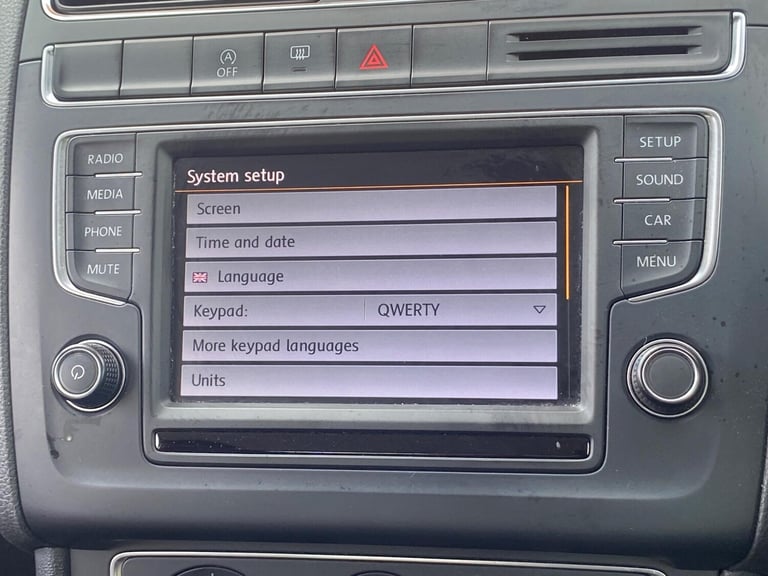 A
OFF
RADIO
MEDIA
PHONE
MUTE
System setup
Screen
Time and date
Language
Keypad: QWERTY
More keypad languages
Units
SETUP
SOUND
CAR
MENU